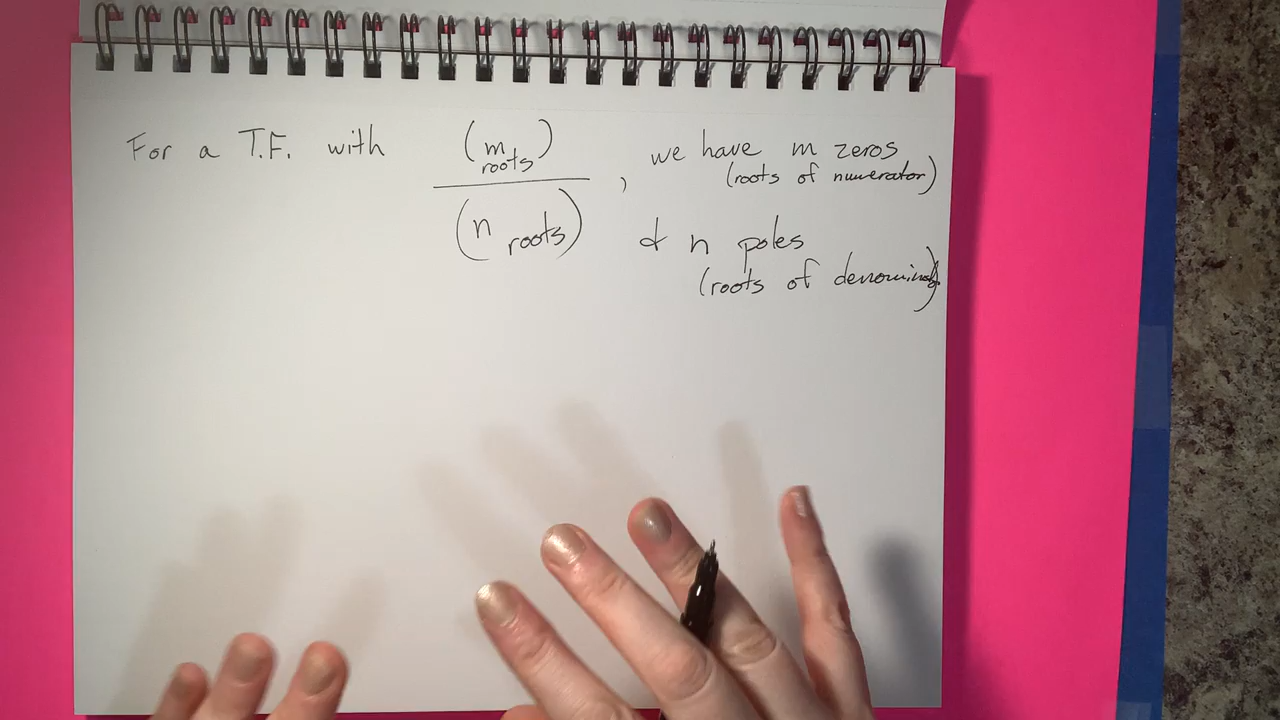 For a T.F. with (m roots) / (n roots) , we have m zeros
(roots of numerator)
& n poles
(roots of